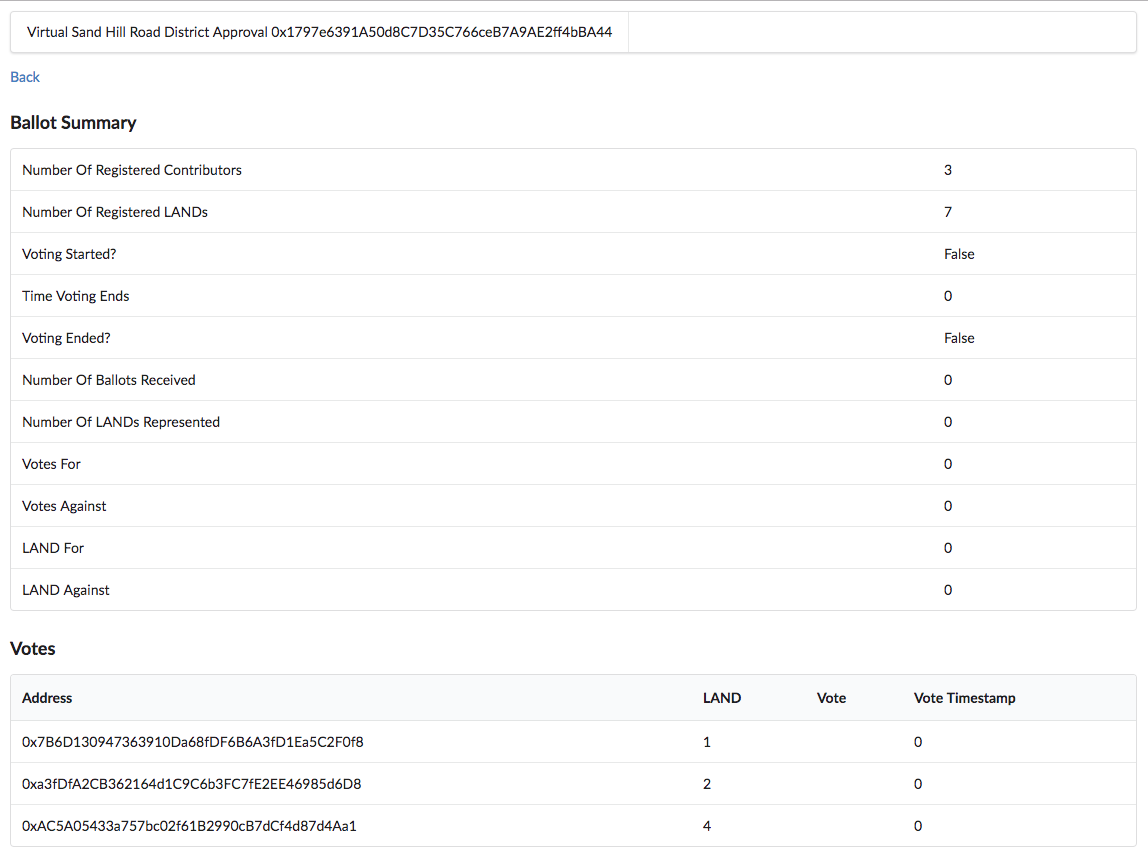 Virtual Sand Hill Road District Approval 0x1797e6391A50d8C7D35C766ceB7A9AE2ff4bBA44
Back
Ballot Summary
Number Of Registered Contributors 3
Number Of Registered LANDs 7
Voting Started? False
Time Voting Ends 0
Voting Ended? False
Number Of Ballots Received 0
Number Of LANDs Represented 0
Votes For 0
Votes Against 0
LAND For 0
LAND Against 0
Votes
Address LAND Vote Vote Timestamp
0x7B6D130947363910Da68fDF6B6A3fD1Ea5C2F0f8 1 0
0xa3fDfA2CB362164d1C9C6b3FC7fE2EE46985d6D8 2 0
0xAC5A05433a757bc02f61B2990cB7dCf4d87d4Aa1 4 0